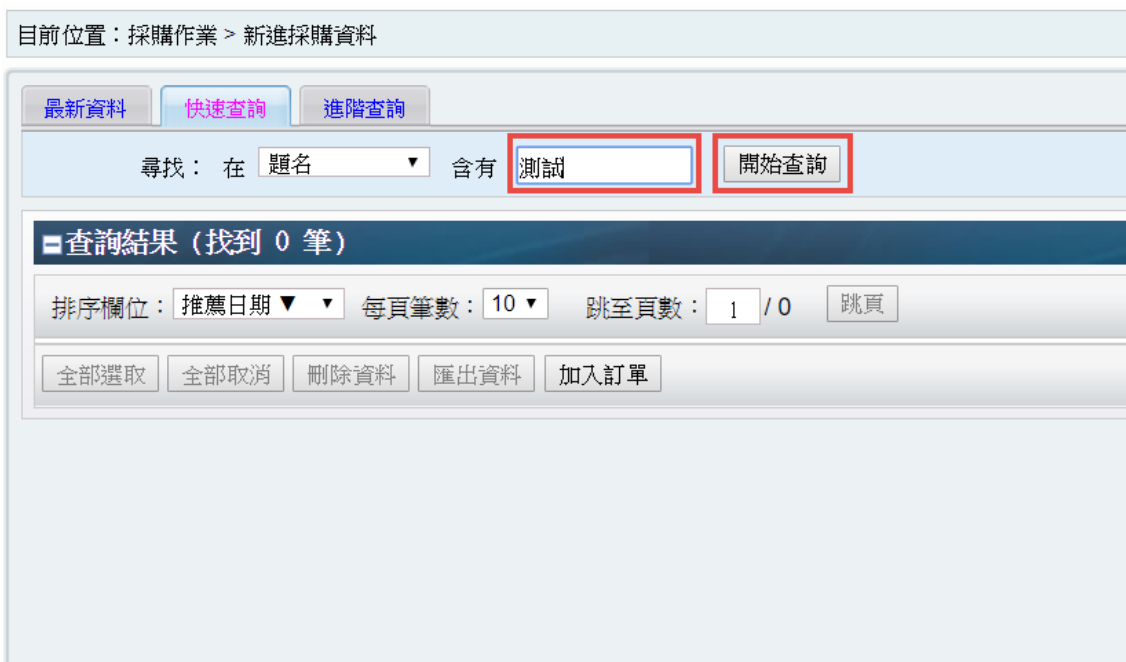 目前位置：採購作業 > 新進採購資料
最新資料 快速查詢 進階查詢
尋找： 在 題名 ▼ 含有 測試 開始查詢
查詢結果 (找到 0 筆)
排序欄位：推薦日期▼ ▼ 每頁筆數：10 ▼ 跳至頁數：1 / 0 跳頁
全部選取 全部取消 刪除資料 匯出資料 加入訂單